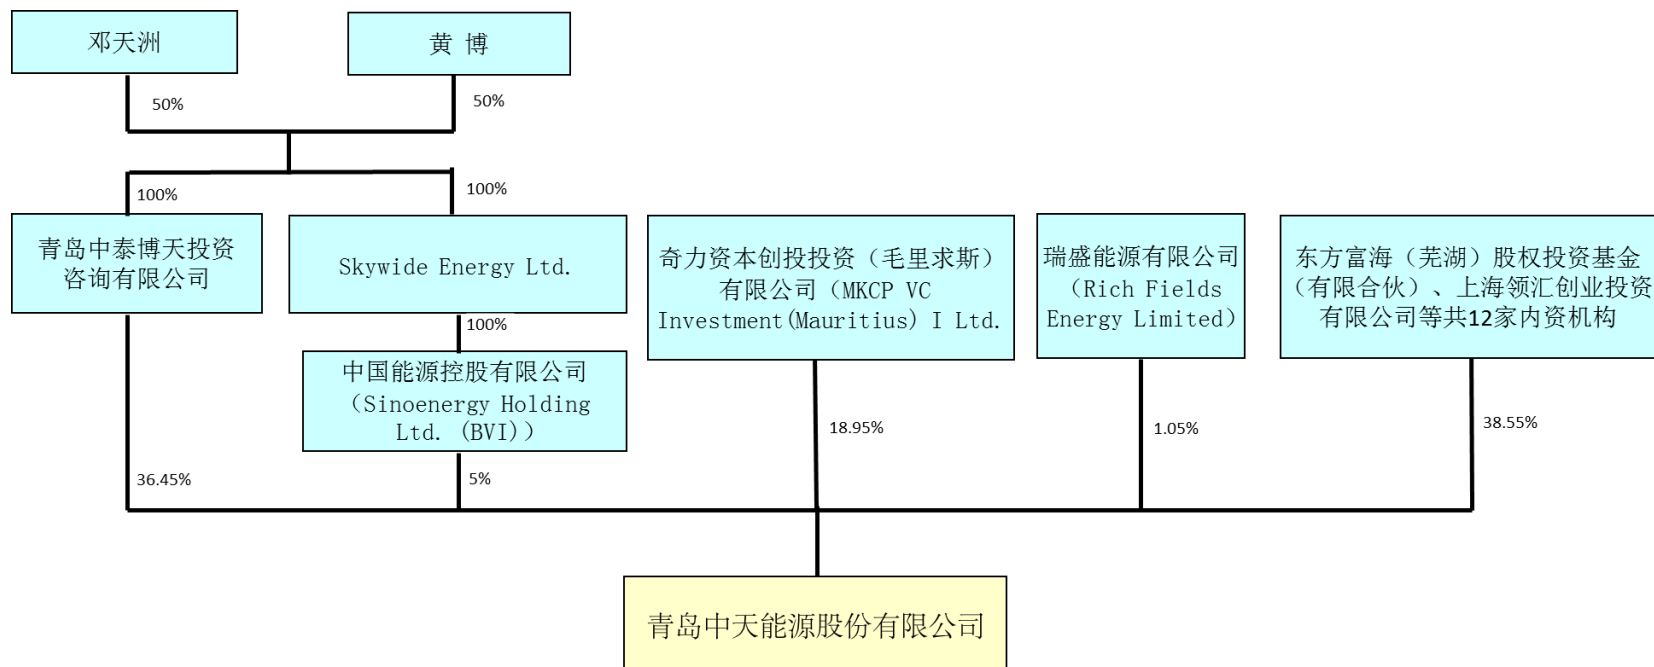 邓天洲
黄 博
50%
50%
100%
100%
青岛中泰博天投资
咨询有限公司
Skywide Energy Ltd.
奇力资本创投投资（毛里求斯）
有限公司（MKCP VC
Investment(Mauritius) I Ltd.
瑞盛能源有限公司
（Rich Fields
Energy Limited）
东方富海（芜湖）股权投资基金
（有限合伙）、上海领汇创业投资
有限公司等共12家内资机构
100%
中国能源控股有限公司
（Sinoenergy Holding
Ltd. (BVI)）
36.45%
5%
18.95%
1.05%
38.55%
青岛中天能源股份有限公司